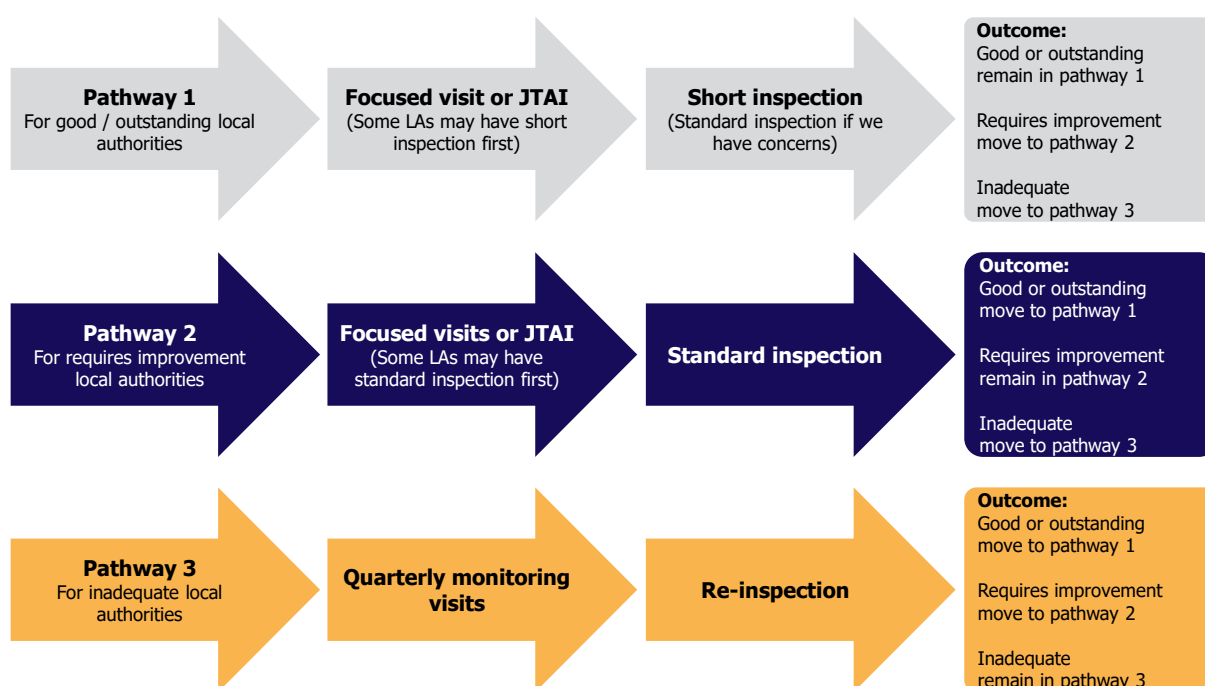 Pathway 1
For good / outstanding local
authorities
Focused visit or JTAI
(Some LAs may have short
inspection first)
Short inspection
(Standard inspection if we
have concerns)
Outcome:
Good or outstanding
remain in pathway 1
Requires improvement
move to pathway 2
Inadequate
move to pathway 3
Pathway 2
For requires improvement
local authorities
Focused visits or JTAI
(Some LAs may have
standard inspection first)
Standard inspection
Outcome:
Good or outstanding
move to pathway 1
Requires improvement
remain in pathway 2
Inadequate
move to pathway 3
Pathway 3
For inadequate local
authorities
Quarterly monitoring
visits
Re-inspection
Outcome:
Good or outstanding
move to pathway 1
Requires improvement
move to pathway 2
Inadequate
remain in pathway 3